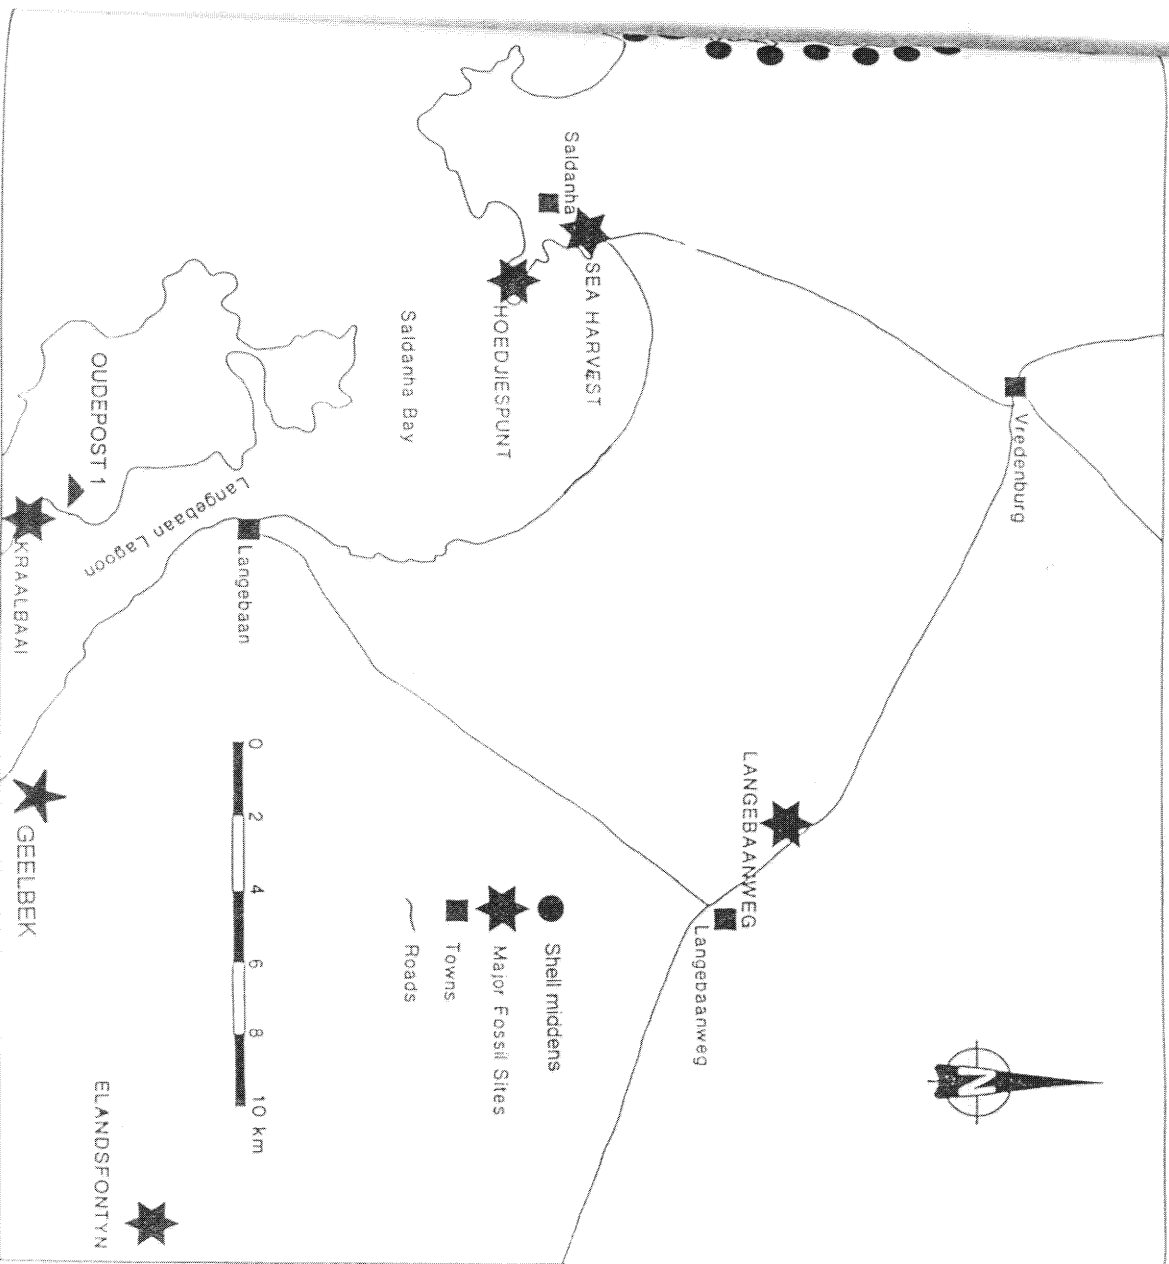 Vredenburg
Saldanha
SEA HARVEST
HOEDJIESPUNT
Saldanha Bay
LANGEBAANWEG
Langebaanweg
Langebaan
Langebaan Lagoon
OUDEPOST 1
KRAALBAAI
GEELBEK
ELANDSFONTYN
N
Shell middens
Major Fossil Sites
Towns
Roads
0 2 4 6 8 10 km